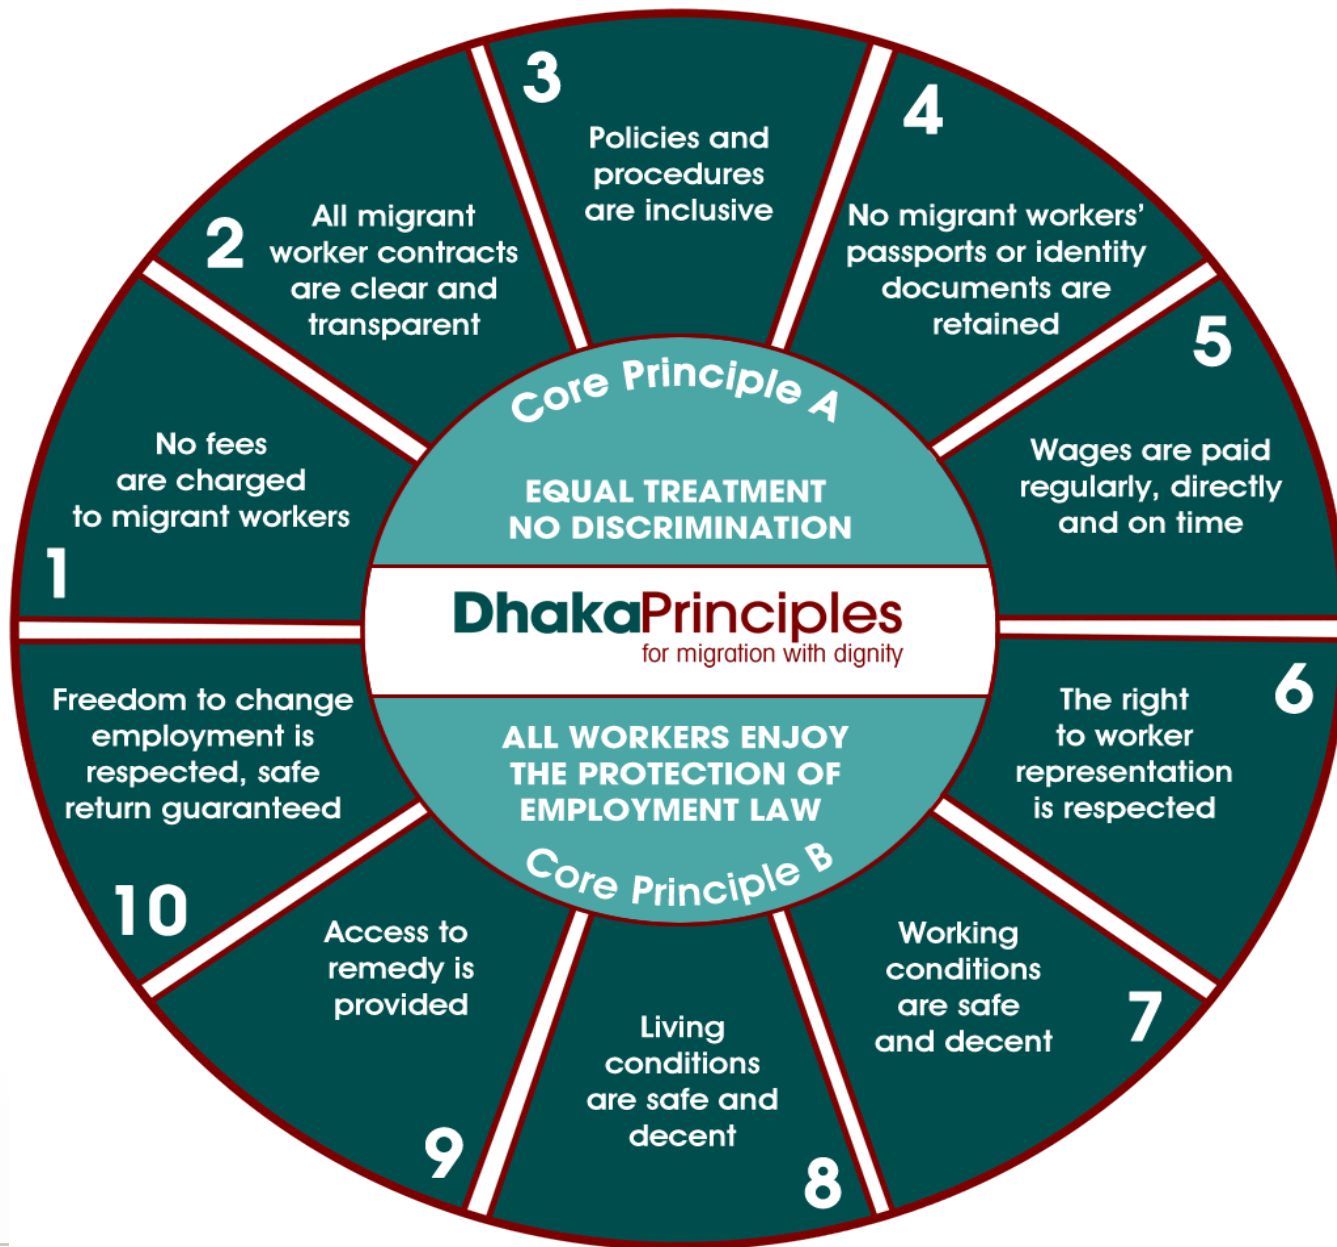 Core Principle A
EQUAL TREATMENT
NO DISCRIMINATION
DhakaPrinciples
for migration with dignity
ALL WORKERS ENJOY
THE PROTECTION OF
EMPLOYMENT LAW
Core Principle B
1
No fees
are charged
to migrant workers
2
All migrant
worker contracts
are clear and
transparent
3
Policies and
procedures
are inclusive
4
No migrant workers’
passports or identity
documents are
retained
5
Wages are paid
regularly, directly
and on time
6
The right
to worker
representation
is respected
7
Working
conditions
are safe
and decent
8
Living
conditions
are safe and
decent
9
Access to
remedy is
provided
10
Freedom to change
employment is
respected, safe
return guaranteed